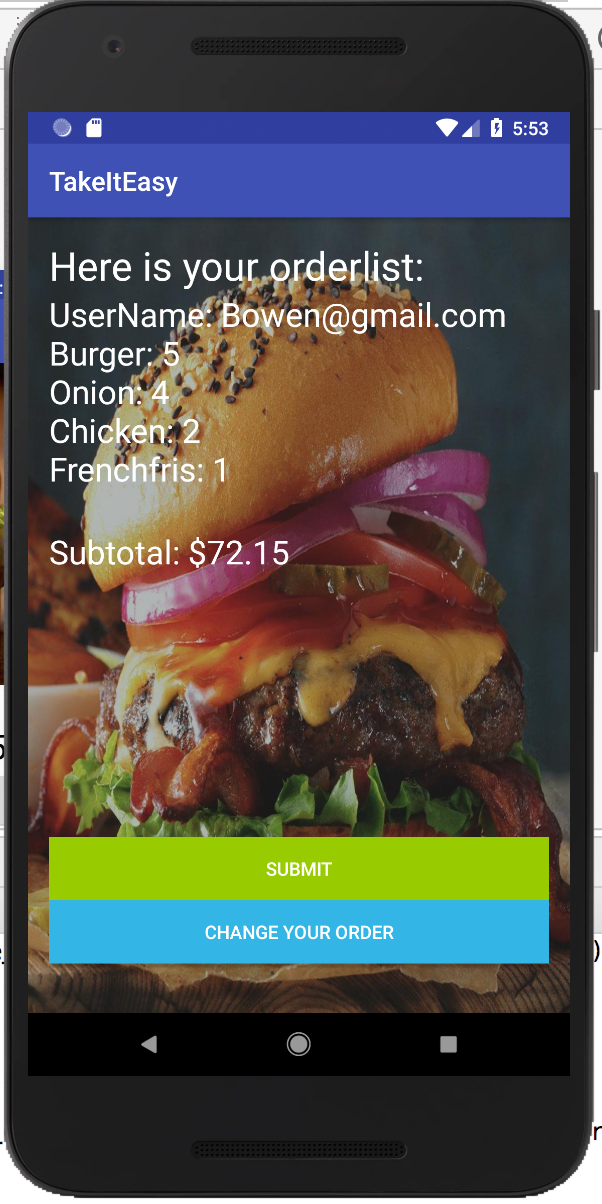 5:53
TakeItEasy
Here is your orderlist:
UserName: Bowen@gmail.com
Burger: 5
Onion: 4
Chicken: 2
Frenchfris: 1
Subtotal: $72.15
SUBMIT
CHANGE YOUR ORDER